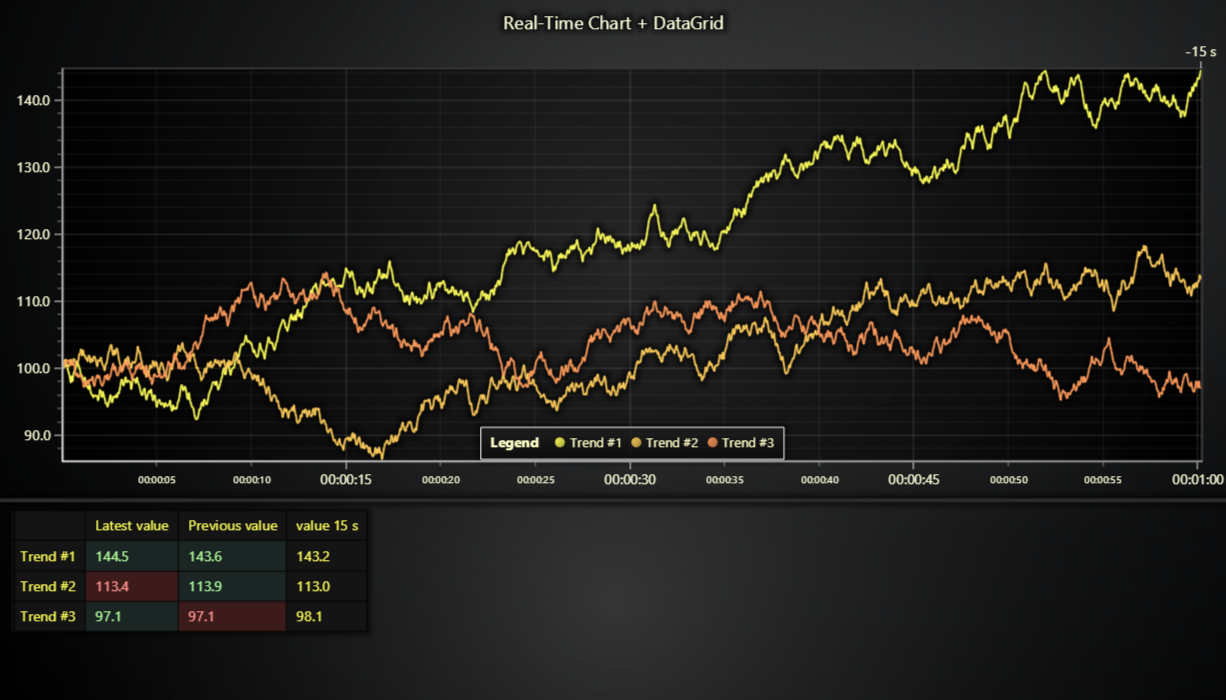 Real-Time Chart + DataGrid
-15 s
140.0
130.0
120.0
110.0
100.0
90.0
Legend Trend #1 Trend #2 Trend #3
00:00:05 00:00:10 00:00:15 00:00:20 00:00:25 00:00:30 00:00:35 00:00:40 00:00:45 00:00:50 00:00:55 00:01:00
Latest value Previous value value 15 s
Trend #1 144.5 143.6 143.2
Trend #2 113.4 113.9 113.0
Trend #3 97.1 97.1 98.1